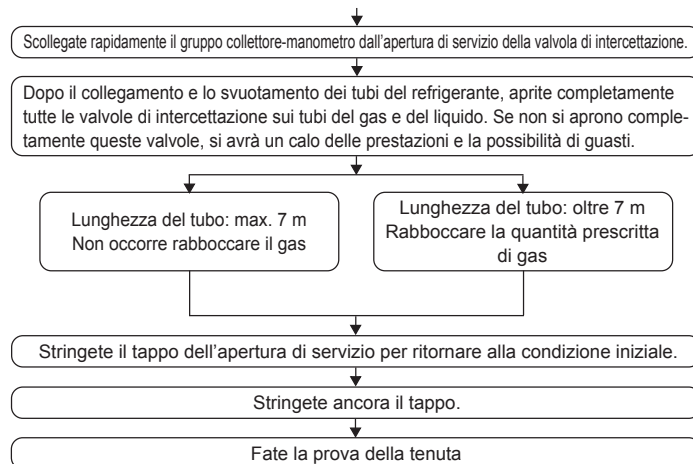 Scollegate rapidamente il gruppo collettore-manometro dall'apertura di servizio della valvola di intercettazione.
Dopo il collegamento e lo svuotamento dei tubi del refrigerante, aprite completamente
tutte le valvole di intercettazione sui tubi del gas e del liquido. Se non si aprono comple-
tamente queste valvole, si avrà un calo delle prestazioni e la possibilità di guasti.
Lunghezza del tubo: max. 7 m
Non occorre rabboccare il gas
Lunghezza del tubo: oltre 7 m
Rabboccare la quantità prescritta
di gas
Stringete il tappo dell'apertura di servizio per ritornare alla condizione iniziale.
Stringete ancora il tappo.
Fate la prova della tenuta